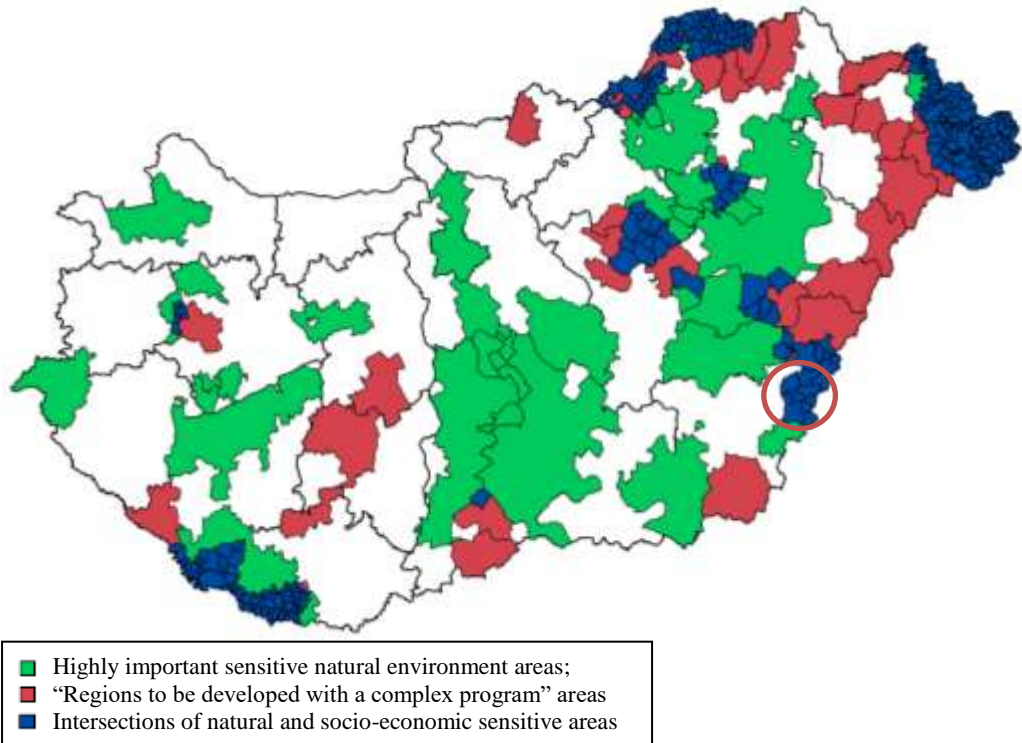 Highly important sensitive natural environment areas;
“Regions to be developed with a complex program” areas
Intersections of natural and socio-economic sensitive areas